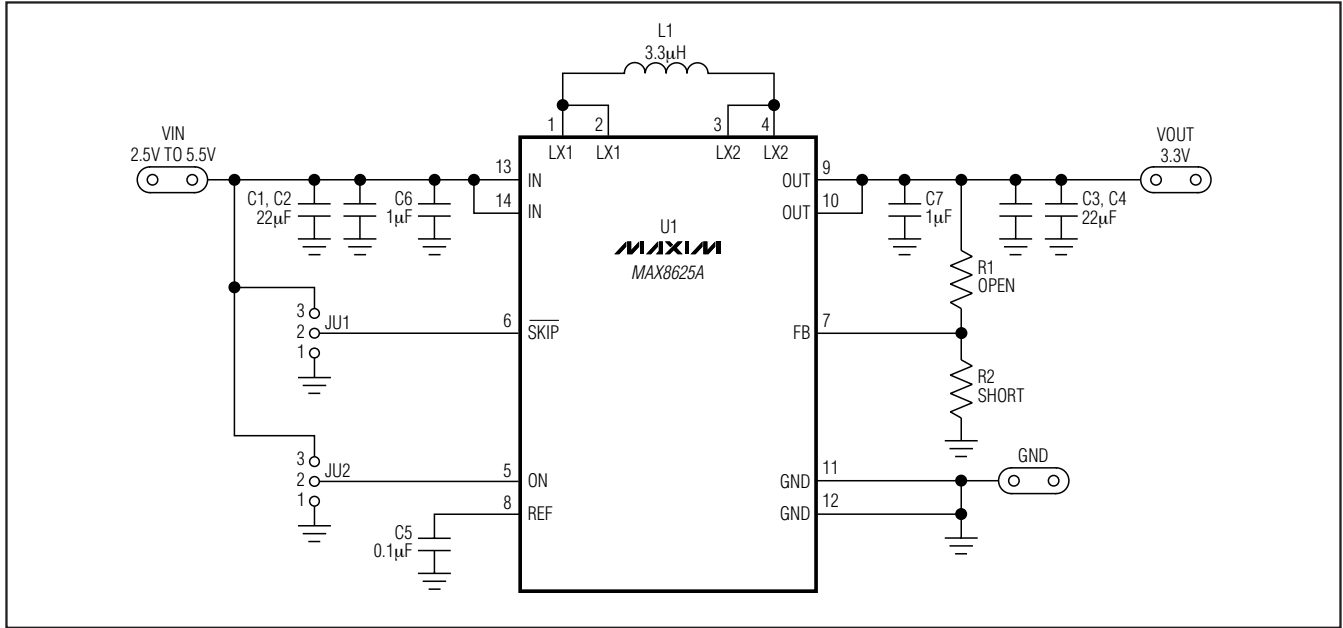 L1
3.3µH
1
2
3
4
LX1
LX1
LX2
LX2
VIN
2.5V TO 5.5V
C1, C2
22µF
C6
1µF
13
IN
14
IN
U1
MAXIM
MAX8625A
9
OUT
10
OUT
C7
1µF
C3, C4
22µF
VOUT
3.3V
R1
OPEN
3
2
1
JU1
6
SKIP
7
FB
R2
SHORT
3
2
1
JU2
5
ON
8
REF
C5
0.1µF
11
GND
12
GND
GND